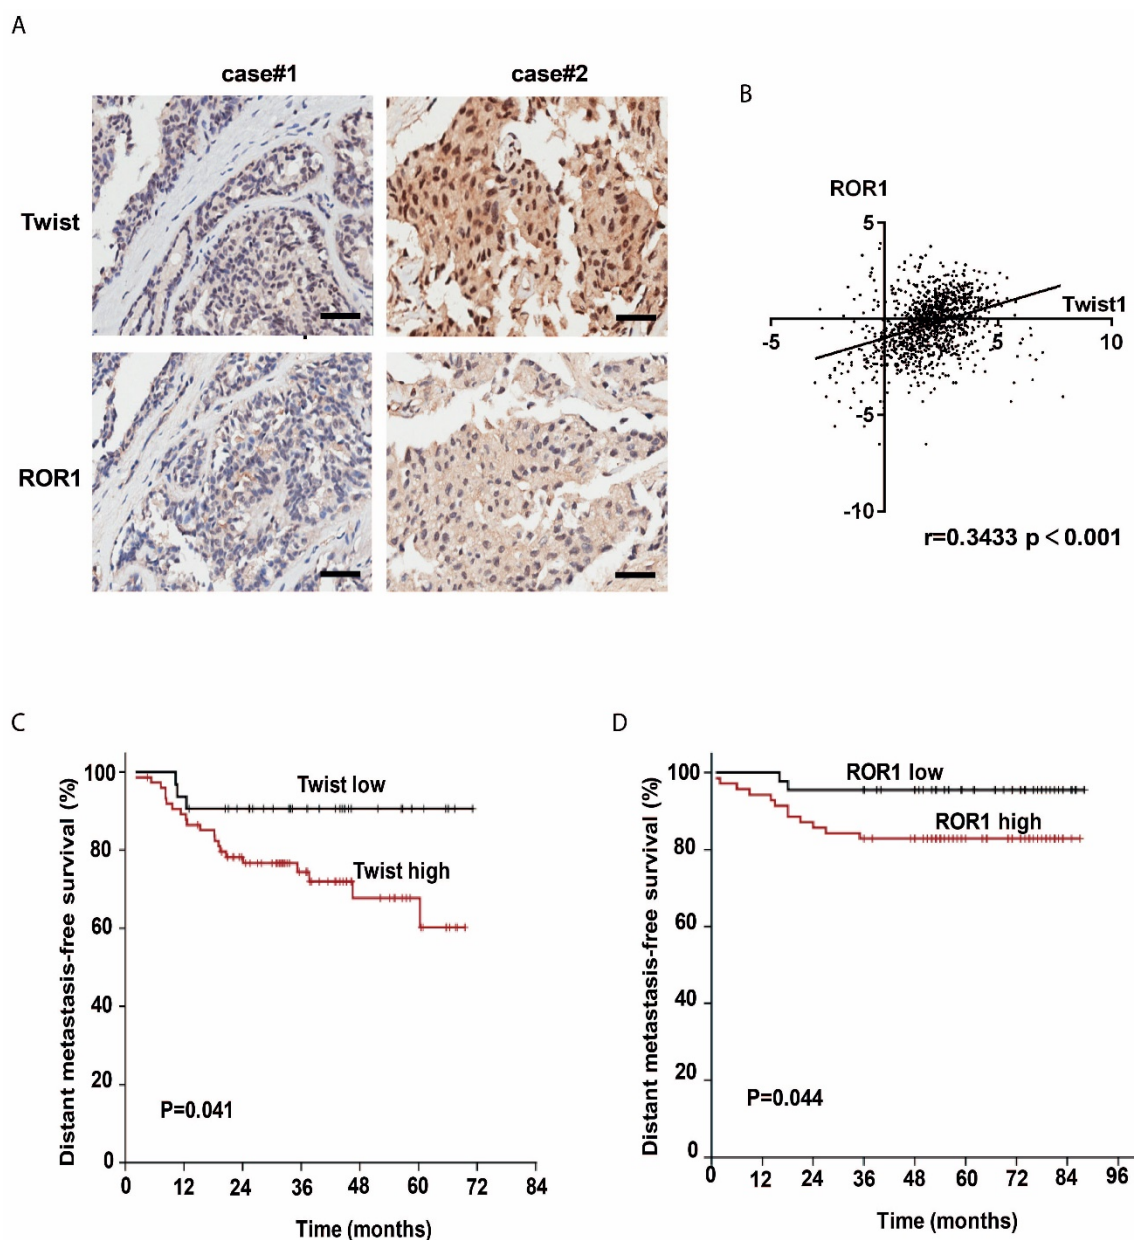 A
case#1
case#2
Twist
ROR1
B
ROR1
5
Twist1
-5
5
10
-5
-10
r=0.3433 p < 0.001
C
Distant metastasis-free survival (%)
100
80
60
40
20
0
Twist low
Twist high
P=0.041
0 12 24 36 48 60 72 84
Time (months)
D
Distant metastasis-free survival (%)
100
80
60
40
20
0
ROR1 low
ROR1 high
P=0.044
0 12 24 36 48 60 72 84 96
Time (months)